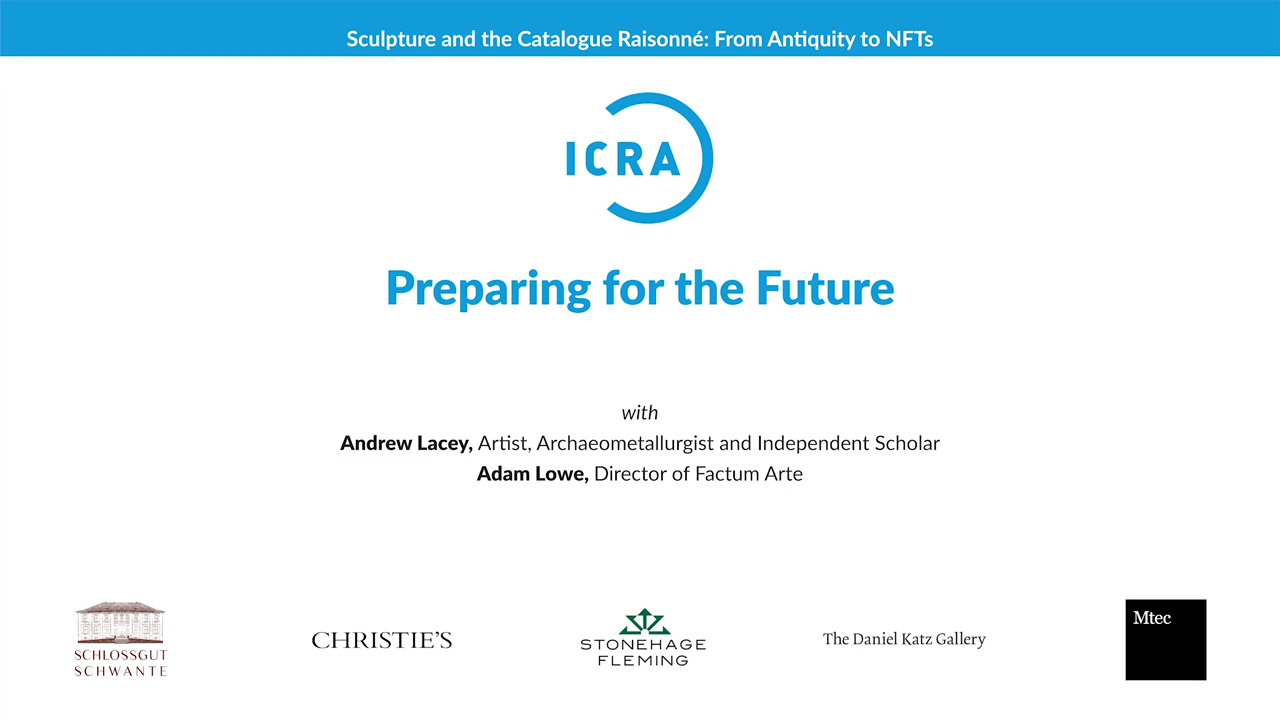 Sculpture and the Catalogue Raisonné: From Antiquity to NFTs
ICRA
Preparing for the Future
with
Andrew Lacey, Artist, Archaeometallurgist and Independent Scholar
Adam Lowe, Director of Factum Arte
SCHLOSSGUT
SCHWANTE
CHRISTIE'S
STONEHAGE
FLEMING
The Daniel Katz Gallery
Mtec